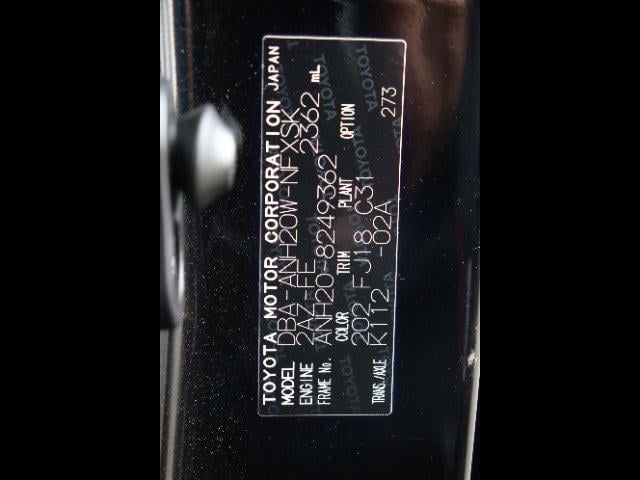 TOYOTA MOTOR CORPORATION JAPAN
MODEL DBA-ANH20W-NFXSK
ENGINE 2AZ-FE 2362 mL
FRAME No. ANH20-8249362
COLOR TRIM PLANT OPTION
202 FJ18 C31 273
TRANS./AXLE K112 -02A